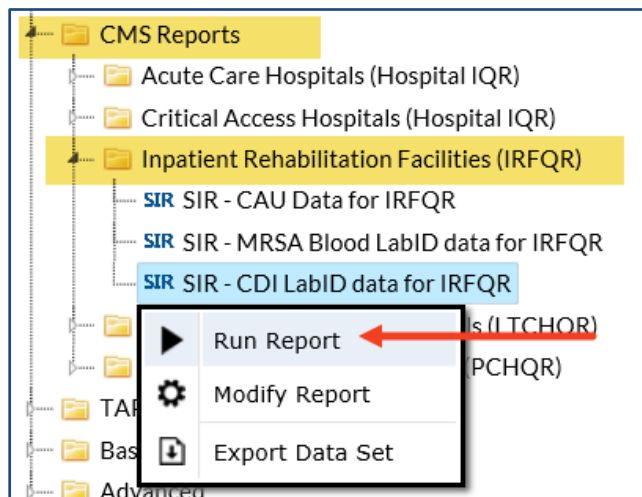 CMS Reports
Acute Care Hospitals (Hospital IQR)
Critical Access Hospitals (Hospital IQR)
Inpatient Rehabilitation Facilities (IRFQR)
SIR SIR - CAU Data for IRFQR
SIR SIR - MRSA Blood LabID data for IRFQR
SIR SIR - CDI LabID data for IRFQR
Run Report
(LTCHQR)
(PCHQR)
Modify Report
Export Data Set
Advanced